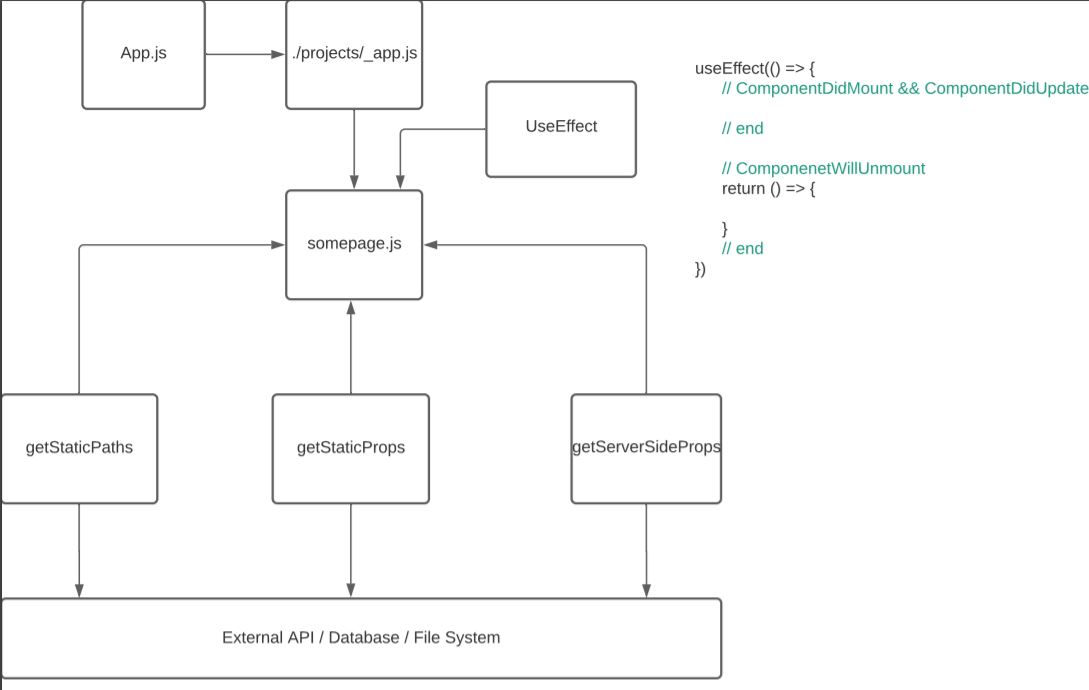 App.js
./projects/_app.js
UseEffect
somepage.js
getStaticPaths
getStaticProps
getServerSideProps
External API / Database / File System
useEffect(() => {
// ComponentDidMount && ComponentDidUpdate
// end
// ComponenetWillUnmount
return () => {
}
// end
})